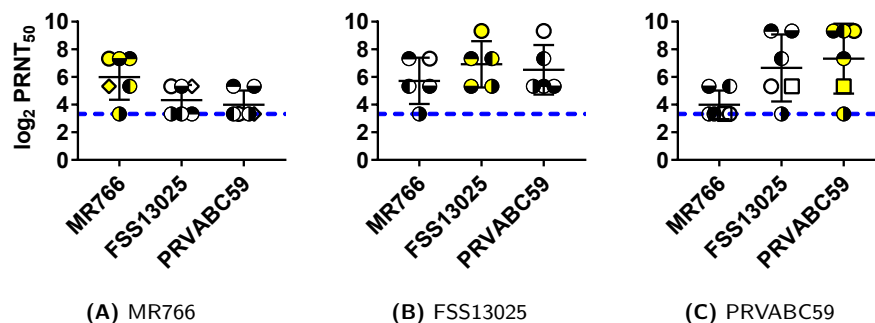 log2 PRNT50
10
8
6
4
2
0
MR766
FSS13025
PRVABC59
10
8
6
4
2
0
MR766
FSS13025
PRVABC59
10
8
6
4
2
0
MR766
FSS13025
PRVABC59
(A) MR766
(B) FSS13025
(C) PRVABC59